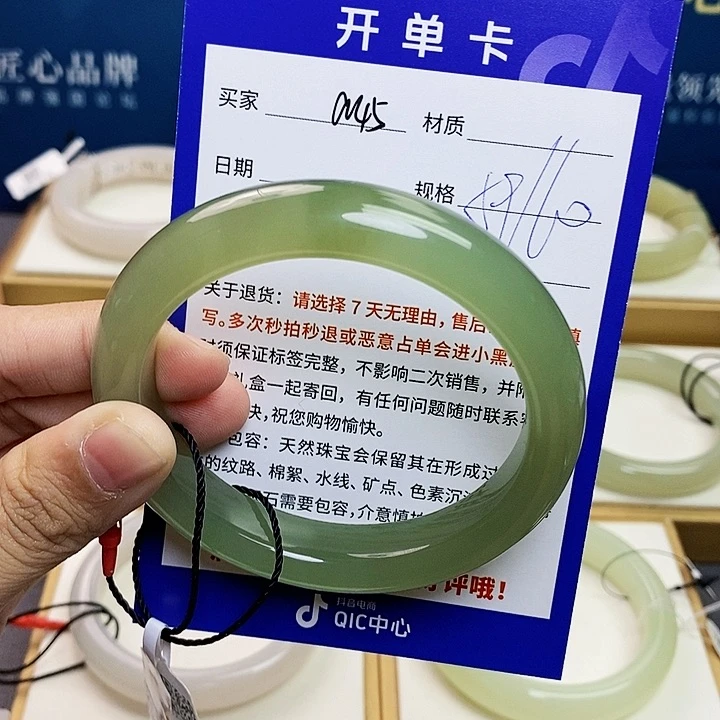 开单卡
匠心品牌
买家
M45
材质
日期
规格
关于退货：请选择7天无理由，售后
写。多次秒拍秒退或恶意占单会进小黑
须保证标签完整，不影响二次销售，并附
礼盒一起寄回，有任何问题随时联系客
快，祝您购物愉快。
包容：天然珠宝会保留其在形成过
的纹路、棉絮、水线、矿点、色素沉
石需要包容，介意慎
评哦！
抖音电商
QIC中心